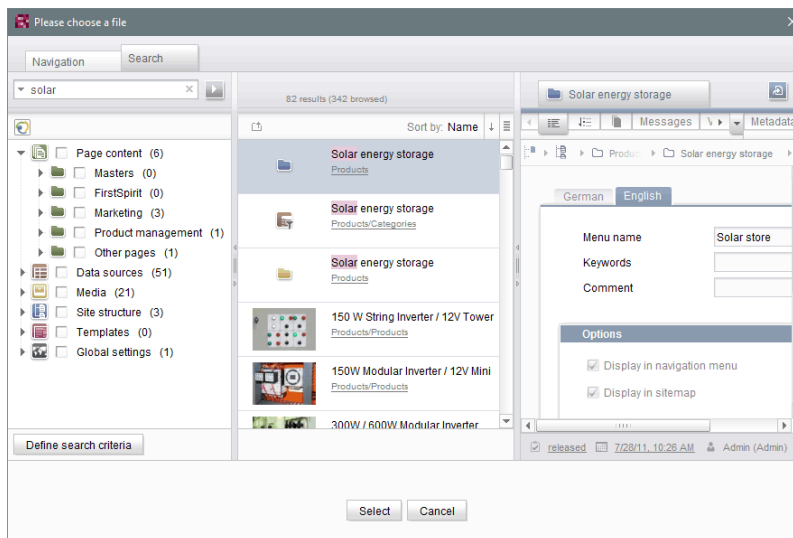 Please choose a file
Navigation
Search
solar
Page content (6)
Masters (0)
FirstSpirit (0)
Marketing (3)
Product management (1)
Other pages (1)
Data sources (51)
Media (21)
Site structure (3)
Templates (0)
Global settings (1)
Define search criteria
82 results (342 browsed)
Sort by: Name
Solar energy storage
Products
Solar energy storage
Products/Categories
Solar energy storage
Products
150 W String Inverter / 12V Tower
Products/Products
150W Modular Inverter / 12V Mini
Products/Products
300W / 600W Modular Inverter
Solar energy storage
Messages
Metadata
Solar energy storage
German
English
Menu name
Solar store
Keywords
Comment
Options
Display in navigation menu
Display in sitemap
released
7/28/11, 10:26 AM
Admin (Admin)
Select
Cancel